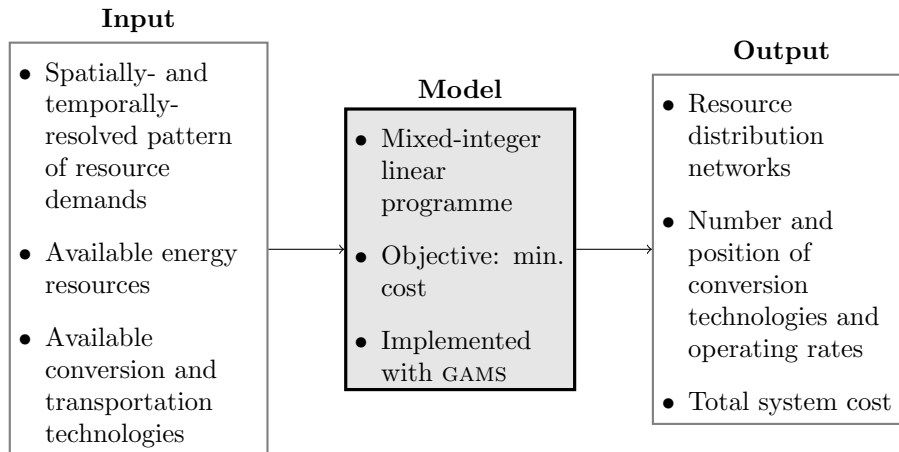 Input
• Spatially- and
temporally-
resolved pattern
of resource
demands
• Available energy
resources
• Available
conversion and
transportation
technologies
Model
• Mixed-integer
linear
programme
• Objective: min.
cost
• Implemented
with GAMS
Output
• Resource
distribution
networks
• Number and
position of
conversion
technologies and
operating rates
• Total system cost